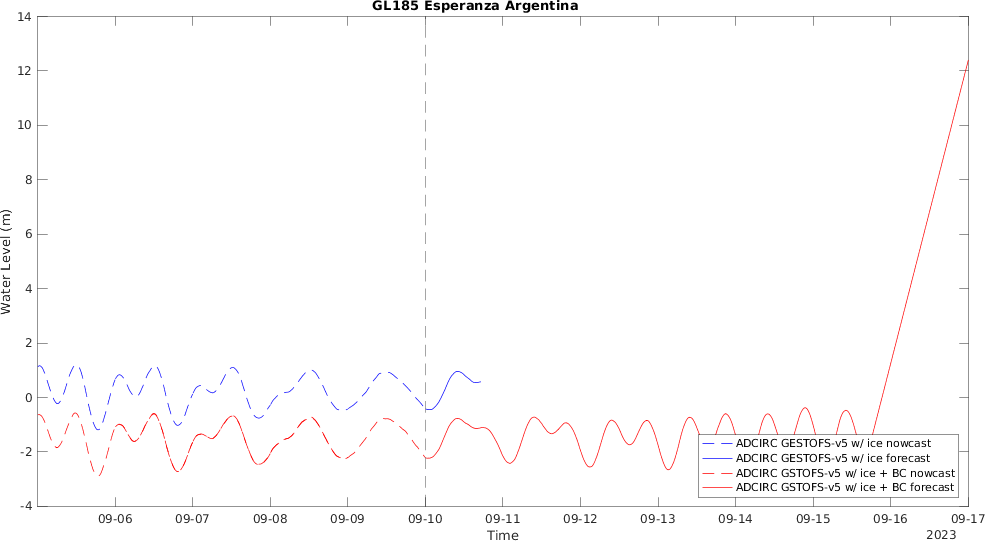 GL185 Esperanza Argentina
14
12
10
8
6
4
2
0
-2
-4
Water Level (m)
09-06 09-07 09-08 09-09 09-10 09-11 09-12 09-13 09-14 09-15 09-16 09-17
Time
2023
ADCIRC GESTOFS-v5 w/ ice nowcast
ADCIRC GESTOFS-v5 w/ ice forecast
ADCIRC GSTOFS-v5 w/ ice + BC nowcast
ADCIRC GSTOFS-v5 w/ ice + BC forecast